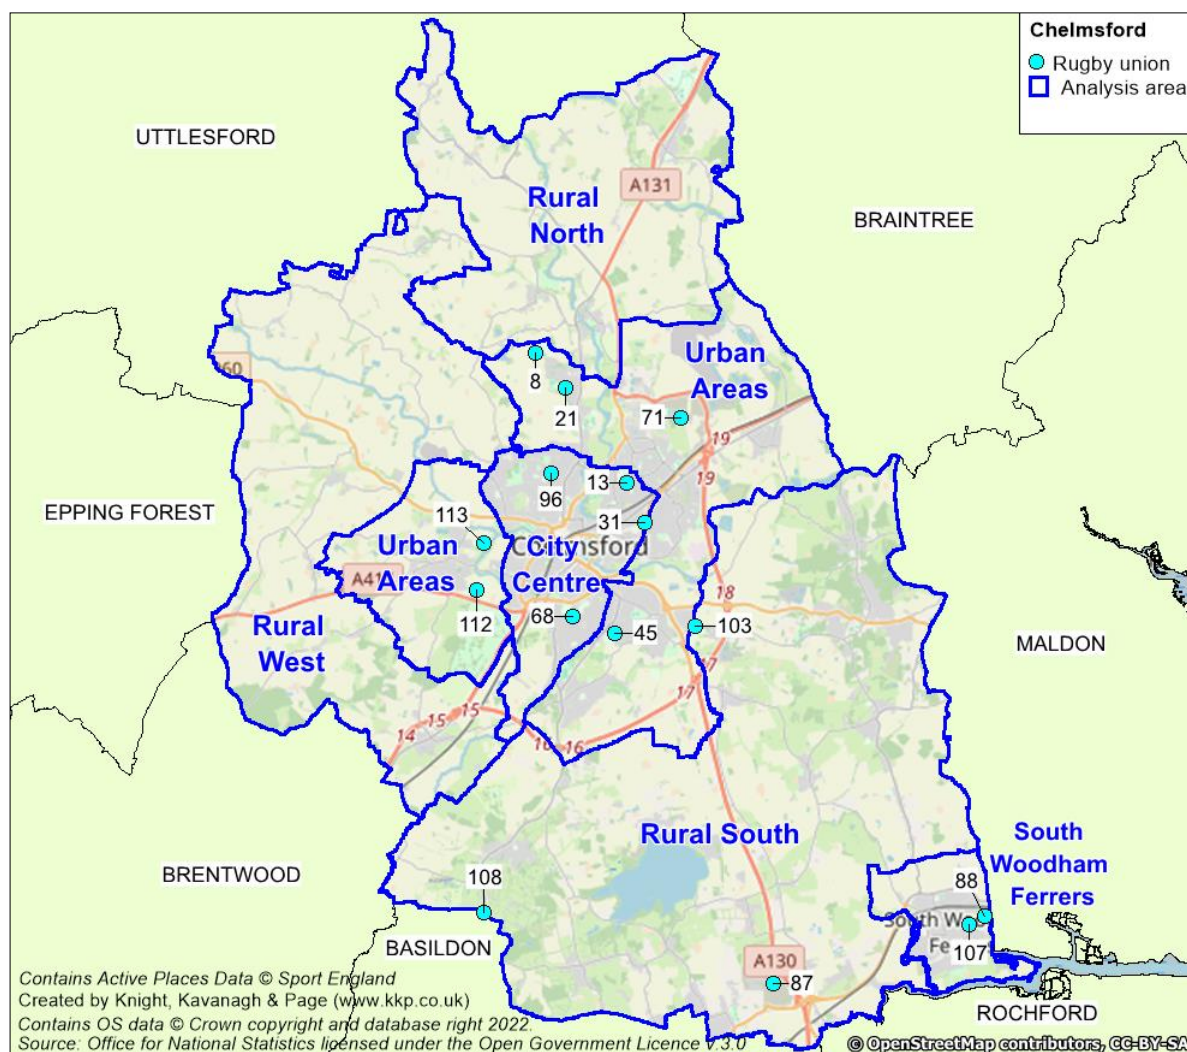 Chelmsford
Rugby union
Analysis area
UTTLESFORD
BRAINTREE
A131
Rural
North
Urban
Areas
8
21
71
19
19
96
13
31
EPPING FOREST
113
Urban
Areas
City
Centre
112
68
45
103
18
17
17
Rural
West
MALDON
14
15
15
16
16
Rural South
South
Woodham
Ferrers
BRENTWOOD
108
88
107
BASILDON
A130
87
ROCHFORD
Contains Active Places Data © Sport England
Created by Knight, Kavanagh & Page (www.kkp.co.uk)
Contains OS data © Crown copyright and database right 2022.
Source: Office for National Statistics licensed under the Open Government Licence v.3.0
© OpenStreetMap contributors, CC-BY-SA